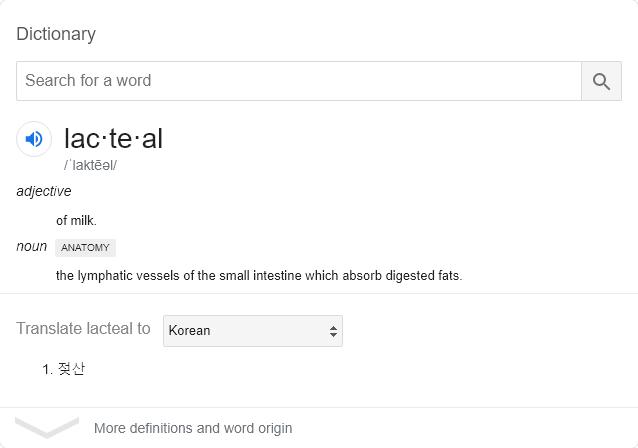 Dictionary
Search for a word
lac·te·al
/ˈlaktēəl/
adjective
of milk.
noun ANATOMY
the lymphatic vessels of the small intestine which absorb digested fats.
Translate lacteal to Korean
1. 젖산
More definitions and word origin